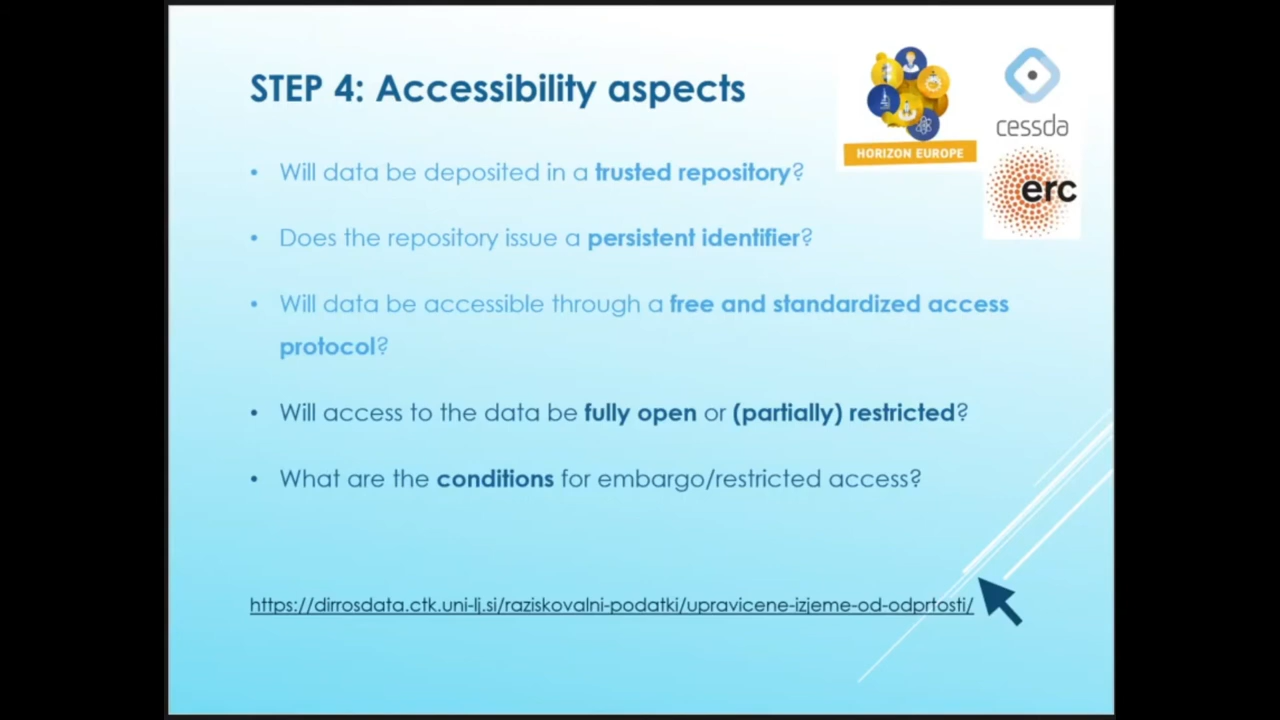 STEP 4: Accessibility aspects
HORIZON EUROPE
cessda
erc
• Will data be deposited in a trusted repository?
• Does the repository issue a persistent identifier?
• Will data be accessible through a free and standardized access
protocol?
• Will access to the data be fully open or (partially) restricted?
• What are the conditions for embargo/restricted access?
https://dirrosdata.ctk.uni-lj.si/raziskovalni-podatki/upravicene-izjeme-od-odprtosti/